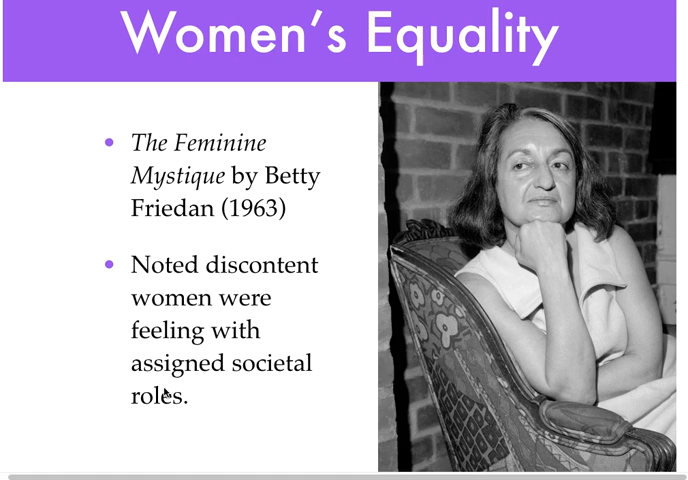 Women’s Equality
The Feminine
Mystique by Betty
Friedan (1963)
Noted discontent
women were
feeling with
assigned societal
roles.